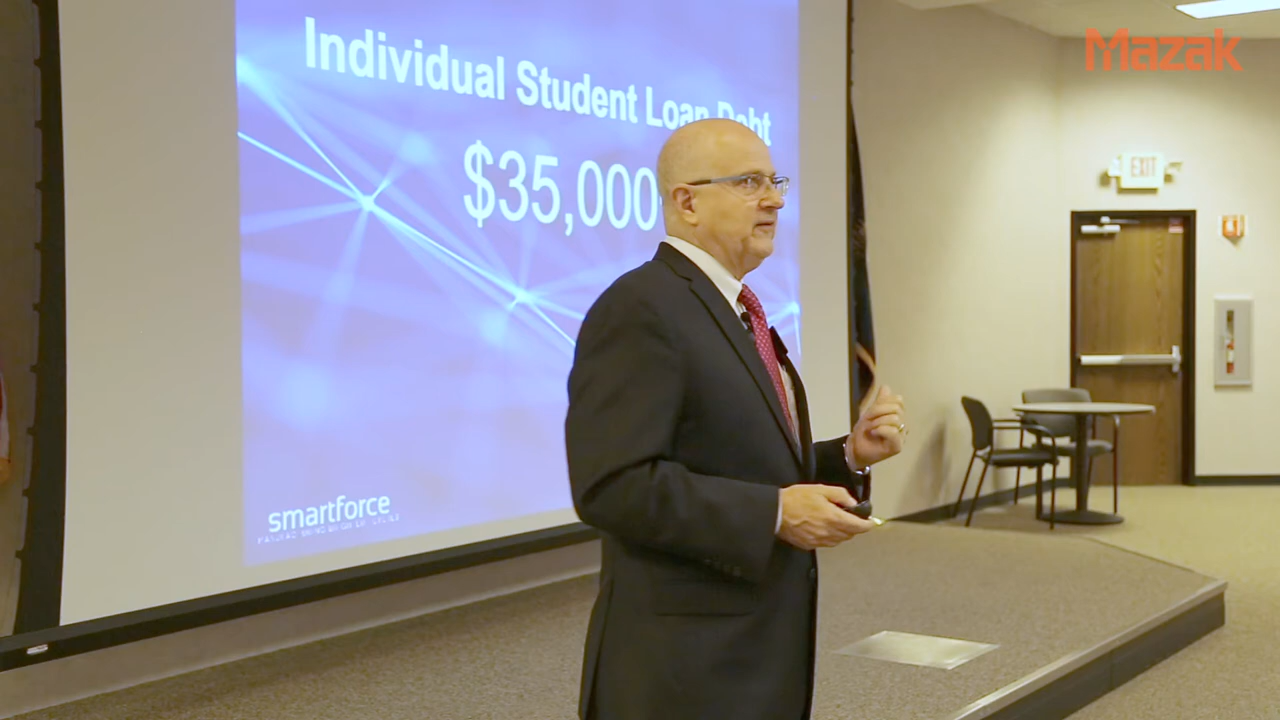 Mazak
Individual Student Loan Debt
$35,000
EXIT
smartforce